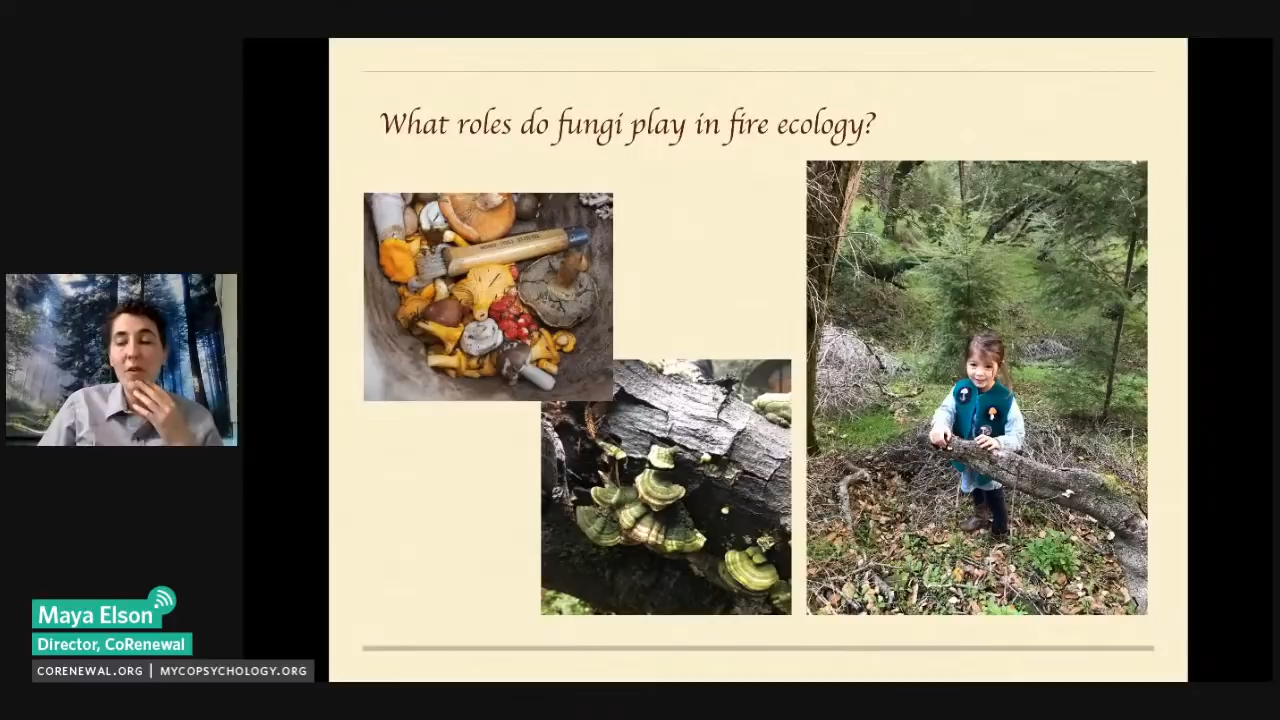 What roles do fungi play in fire ecology?
Maya Elson
Director, CoRenewal
CORENEWAL.ORG | MYCOPSYCHOLOGY.ORG